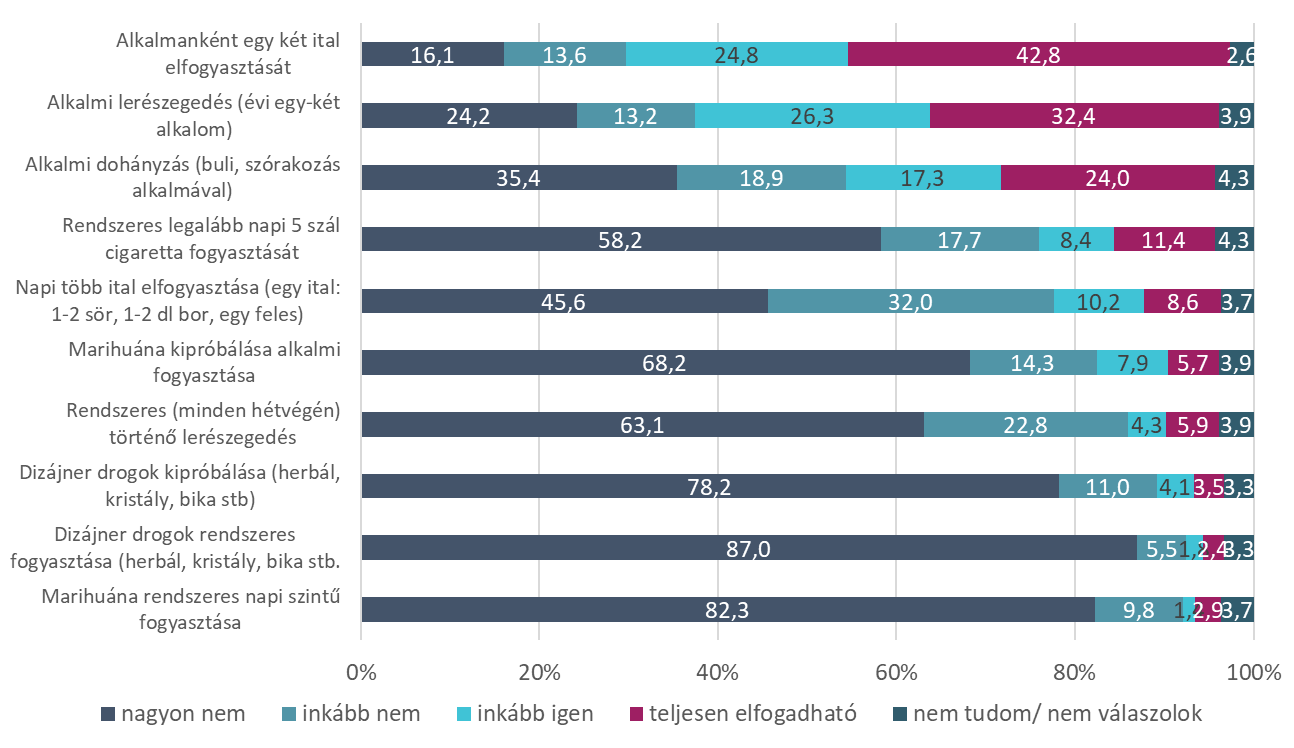 Alkalmanként egy két ital
elfogyasztását
16,1 13,6 24,8 42,8 2,6
Alkalmi lerészegedés (évi egy-két
alkalom)
24,2 13,2 26,3 32,4 3,9
Alkalmi dohányzás (buli, szórakozás
alkalmával)
35,4 18,9 17,3 24,0 4,3
Rendszeres legalább napi 5 szál
cigaretta fogyasztását
58,2 17,7 8,4 11,4 4,3
Napi több ital elfogyasztása (egy ital:
1-2 sör, 1-2 dl bor, egy feles)
45,6 32,0 10,2 8,6 3,7
Marihuána kipróbálása alkalmi
fogyasztása
68,2 14,3 7,9 5,7 3,9
Rendszeres (minden hétvégén)
történő lerészegedés
63,1 22,8 4,3 5,9 3,9
Dizájner drogok kipróbálása (herbál,
kristály, bika stb)
78,2 11,0 4,1 3,5 3,3
Dizájner drogok rendszeres
fogyasztása (herbál, kristály, bika stb.
87,0 5,5 2,4 3,3
Marihuána rendszeres napi szintű
fogyasztása
82,3 9,8 2,9 3,7
0% 20% 40% 60% 80% 100%
nagyon nem inkább nem inkább igen teljesen elfogadható nem tudom/ nem válaszolok